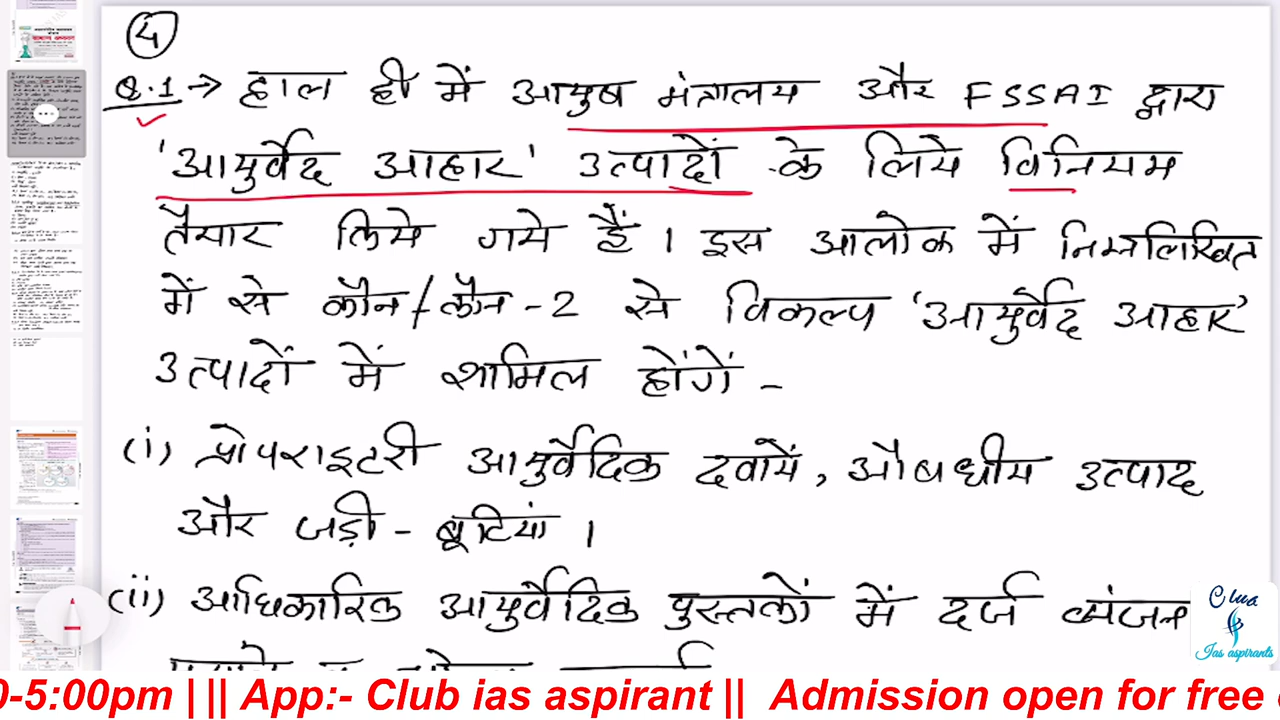 (4)
Q.1 → हाल ही में आयुष मंत्रालय और FSSAI द्वारा
'आयुर्वेद आहार' उत्पादों के लिये विनियम
तैयार किये गये हैं । इस आलोक में निम्नलिखित
में से कौन/कौन-2 से विकल्प 'आयुर्वेद आहार'
उत्पादों में शामिल होंगें -
(i) प्रोपराइटरी आयुर्वेदिक दवायें, औषधीय उत्पाद
और जड़ी - बूटियां ।
(ii) आधिकारिक आयुर्वेदिक पुस्तकों में दर्ज व्यंजन
Club
Ias aspirants
0-5:00pm | || App:- Club ias aspirant || Admission open for free